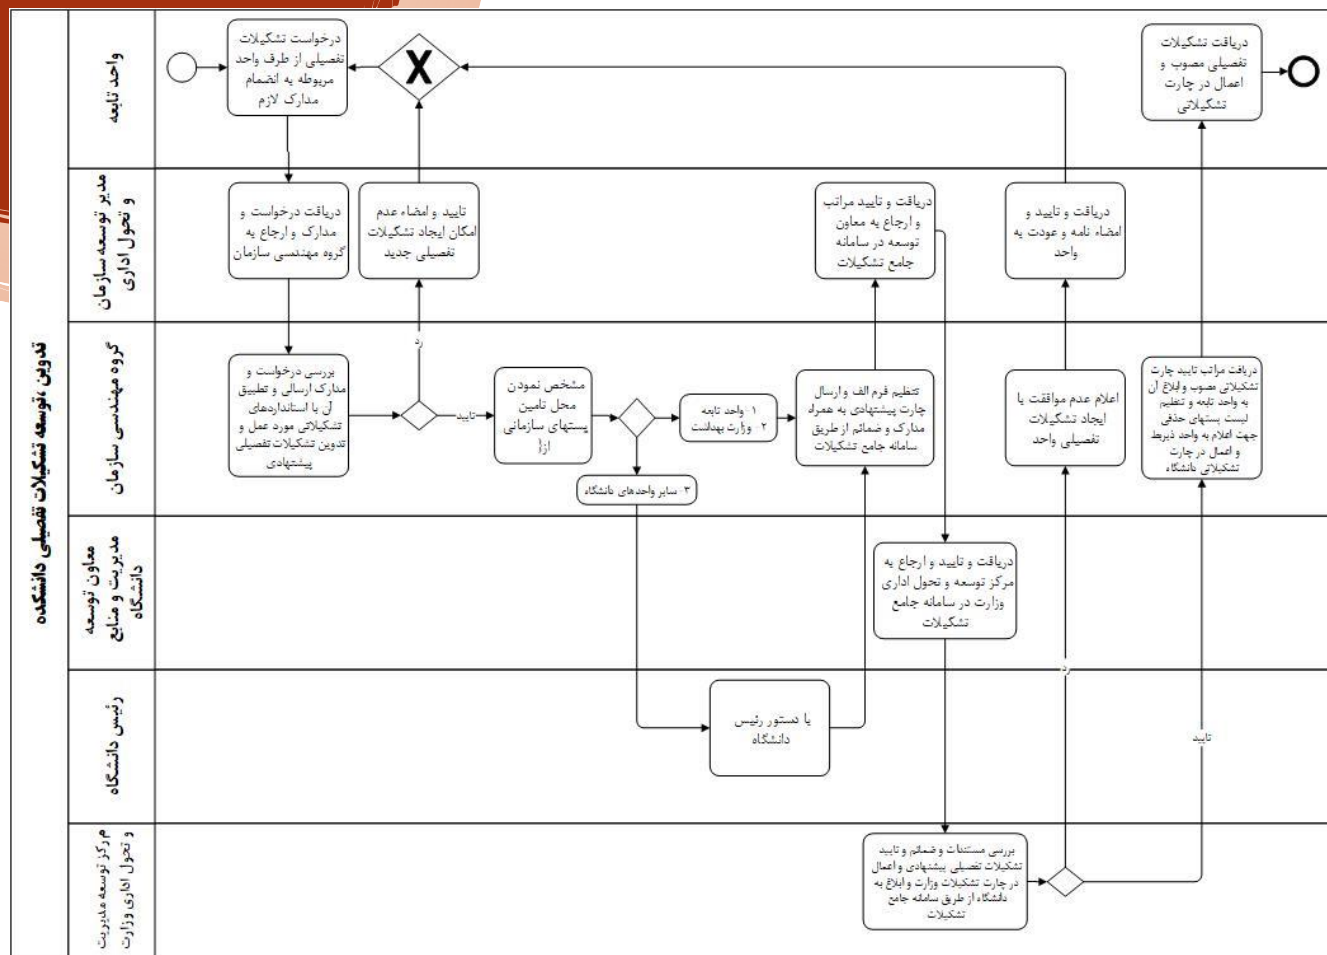 تدوین ،توسعه تشکیلات تفصیلی دانشکده
واحد تابعه
درخواست تشکیلات
تفصیلی از طرف واحد
مربوطه به انضمام
مدارک لازم
X
دریافت تشکیلات
تفصیلی مصوب و
اعمال در چارت
تشکیلاتی
مدیر توسعه سازمان
و تحول اداری
دریافت درخواست و
مدارک و ارجاع به
گروه مهندسی سازمان
تایید و امضاء عدم
امکان ایجاد تشکیلات
تفصیلی جدید
دریافت و تایید مراتب
و ارجاع به معاون
توسعه در سامانه
جامع تشکیلات
دریافت و تایید و
امضاء نامه و عودت به
واحد
گروه مهندسی سازمان
بررسی درخواست و
مدارک ارسالی و تطبیق
آن با استانداردهای
تشکیلاتی مورد عمل و
تدوین تشکیلات تفصیلی
پیشنهادی
رد
تایید
مشخص نمودن
محل تامین
پستهای سازمانی
از{
۱- واحد تابعه
۲- وزارت بهداشت
۳- سایر واحدهای دانشگاه
تنظیم فرم الف و ارسال
چارت پیشنهادی به همراه
مدارک و ضمائم از طریق
سامانه جامع تشکیلات
اعلام عدم موافقت با
ایجاد تشکیلات
تفصیلی واحد
دریافت مراتب تایید چارت
تشکیلاتی مصوب و ابلاغ آن
به واحد تابعه و تنظیم
لیست پستهای حذفی
جهت اعلام به واحد ذیربط
و اعمال در چارت
تشکیلاتی دانشگاه
معاون توسعه
مدیریت و منابع
دانشگاه
دریافت و تایید و ارجاع به
مرکز توسعه و تحول اداری
وزارت در سامانه جامع
تشکیلات
رئیس دانشگاه
با دستور رئیس
دانشگاه
رد
تایید
مرکز توسعه مدیریت
و تحول اداری وزارت
بررسی مستندات و ضمائم و تایید
تشکیلات تفصیلی پیشنهادی و اعمال
در چارت تشکیلات وزارت و ابلاغ به
دانشگاه از طریق سامانه جامع
تشکیلات